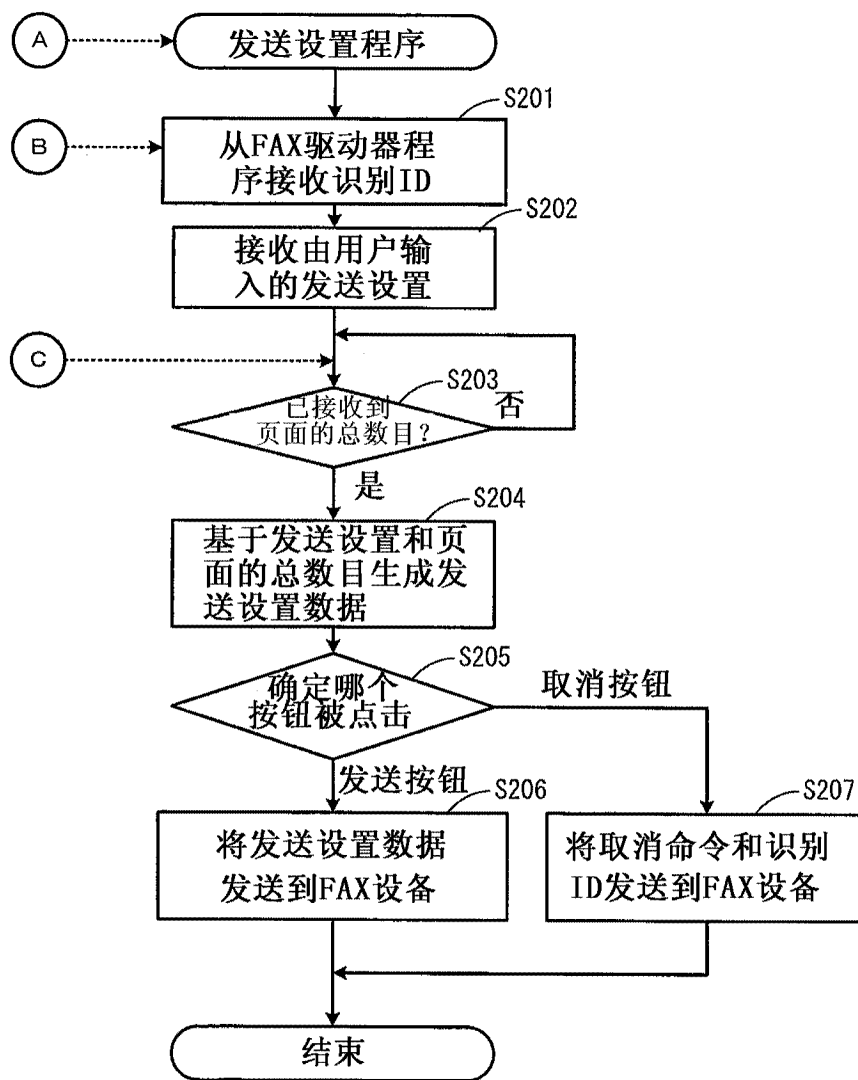 A
发送设置程序
S201
B
从FAX驱动器程
序接收识别ID
S202
接收由用户输
入的发送设置
C
S203
已接收到
页面的总数目？
否
是
S204
基于发送设置和页
面的总数目生成发
送设置数据
S205
确定哪个
按钮被点击
取消按钮
发送按钮
S206
将发送设置数据
发送到FAX设备
S207
将取消命令和识别
ID发送到FAX设备
结束